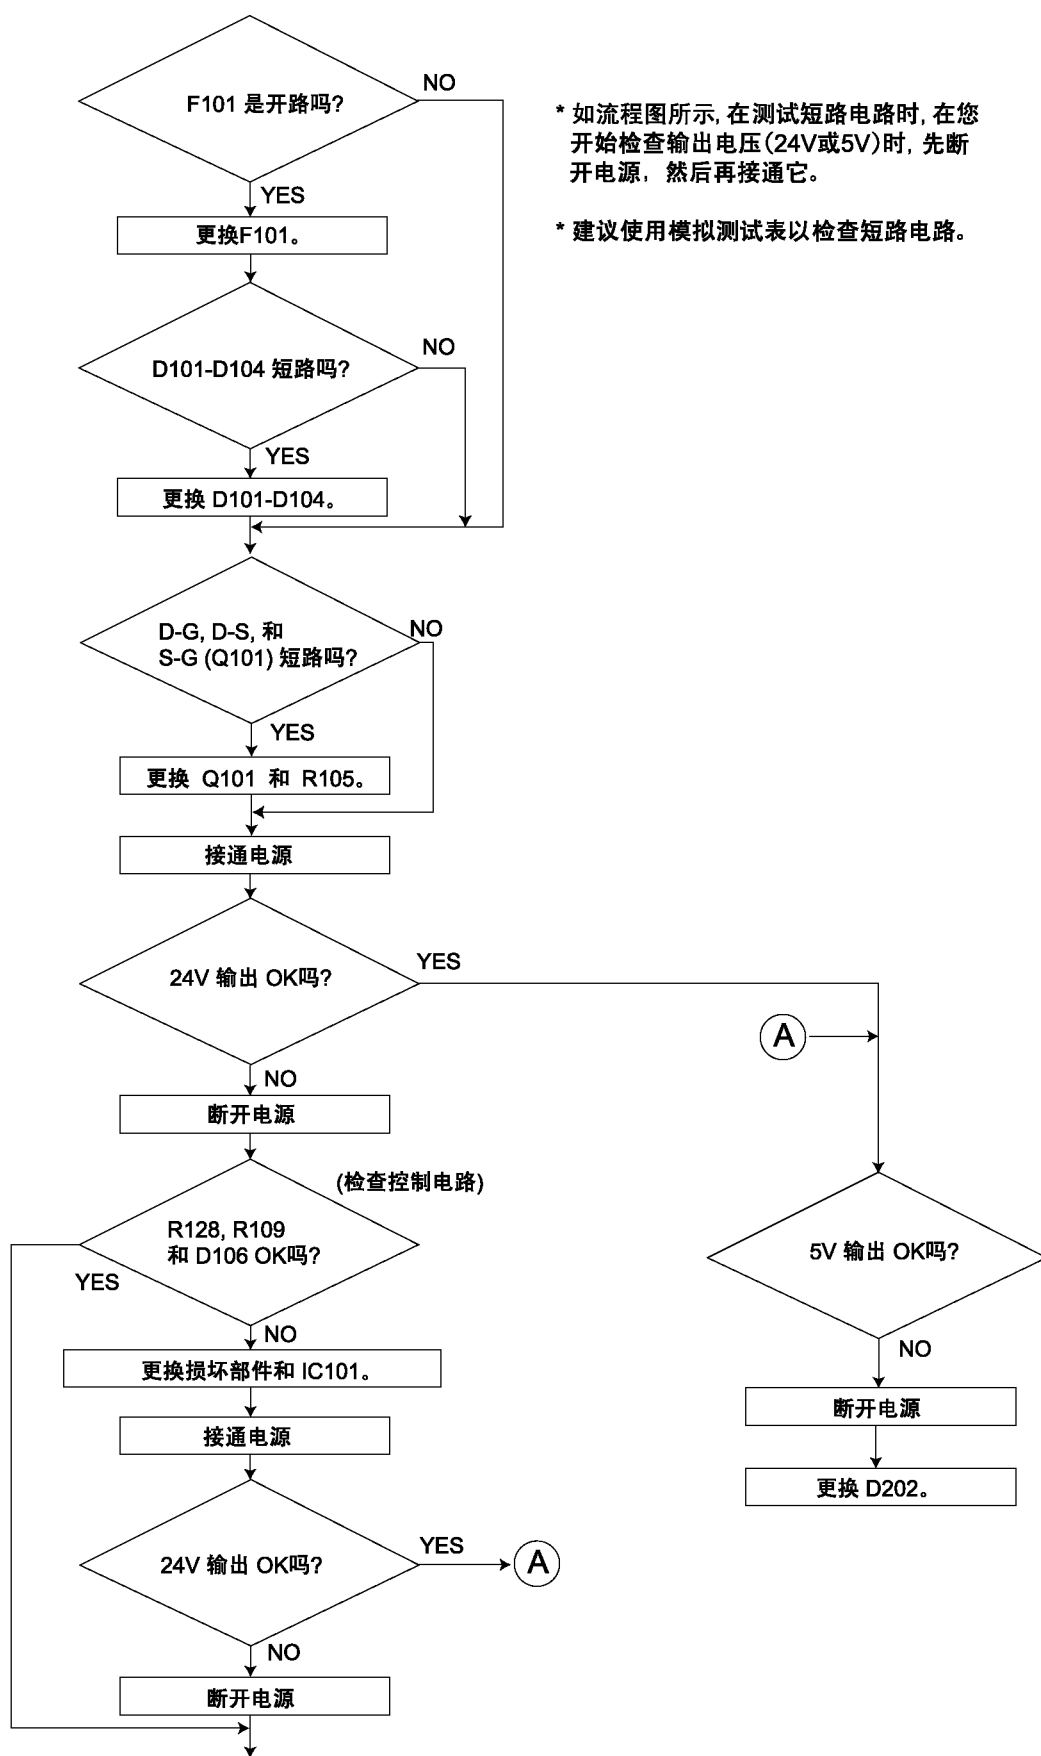 F101 是开路吗?
NO
* 如流程图所示, 在测试短路电路时, 在您
开始检查输出电压(24V或5V)时, 先断
开电源, 然后再接通它。
YES
更换F101。
* 建议使用模拟测试表以检查短路电路。
D101-D104 短路吗?
NO
YES
更换 D101-D104。
D-G, D-S, 和
S-G (Q101) 短路吗?
NO
YES
更换 Q101 和 R105。
接通电源
24V 输出 OK吗?
YES
A
NO
断开电源
(检查控制电路)
R128, R109
和 D106 OK吗?
YES
5V 输出 OK吗?
NO
NO
更换损坏部件和 IC101。
断开电源
接通电源
更换 D202。
24V 输出 OK吗?
YES
A
NO
断开电源